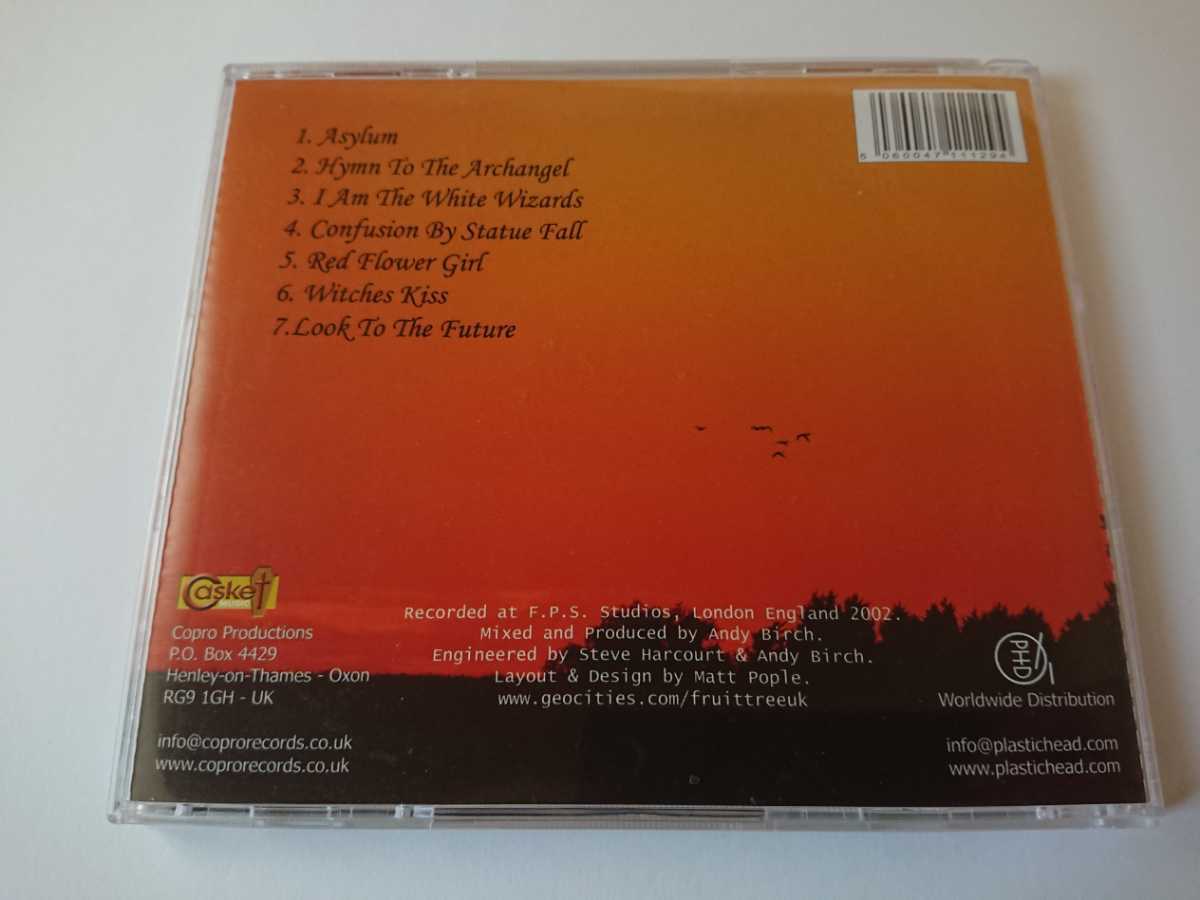 1. Asylum
2. Hymn To The Archangel
3. I Am The White Wizards
4. Confusion By Statue Fall
5. Red Flower Girl
6. Witches Kiss
7.Look To The Future
5 060047 111294
Casket
MUSIC
Copro Productions
P.O. Box 4429
Henley-on-Thames - Oxon
RG9 1GH - UK
info@coprorecords.co.uk
www.coprorecords.co.uk
Recorded at F.P.S. Studios, London England 2002.
Mixed and Produced by Andy Birch.
Engineered by Steve Harcourt & Andy Birch.
Layout & Design by Matt Pople.
www.geocities.com/fruittreeuk
PHD
Worldwide Distribution
info@plastichead.com
www.plastichead.com